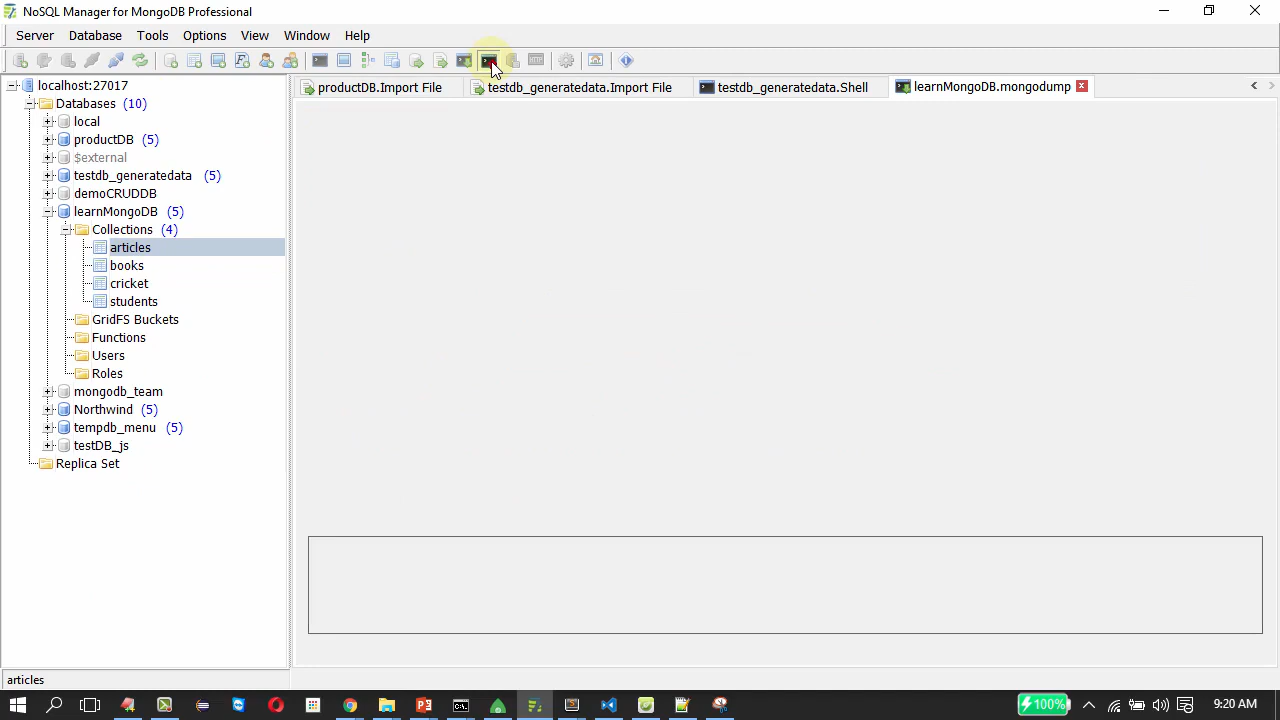 NoSQL Manager for MongoDB Professional
Server Database Tools Options View Window Help
localhost:27017
Databases (10)
local
productDB (5)
$external
testdb_generatedata (5)
demoCRUDDB
learnMongoDB (5)
Collections (4)
articles
books
cricket
students
GridFS Buckets
Functions
Users
Roles
mongodb_team
Northwind (5)
tempdb_menu (5)
testDB_js
Replica Set
productDB.Import File testdb_generatedata.Import File testdb_generatedata.Shell learnMongoDB.mongodump
articles
100% 9:20 AM